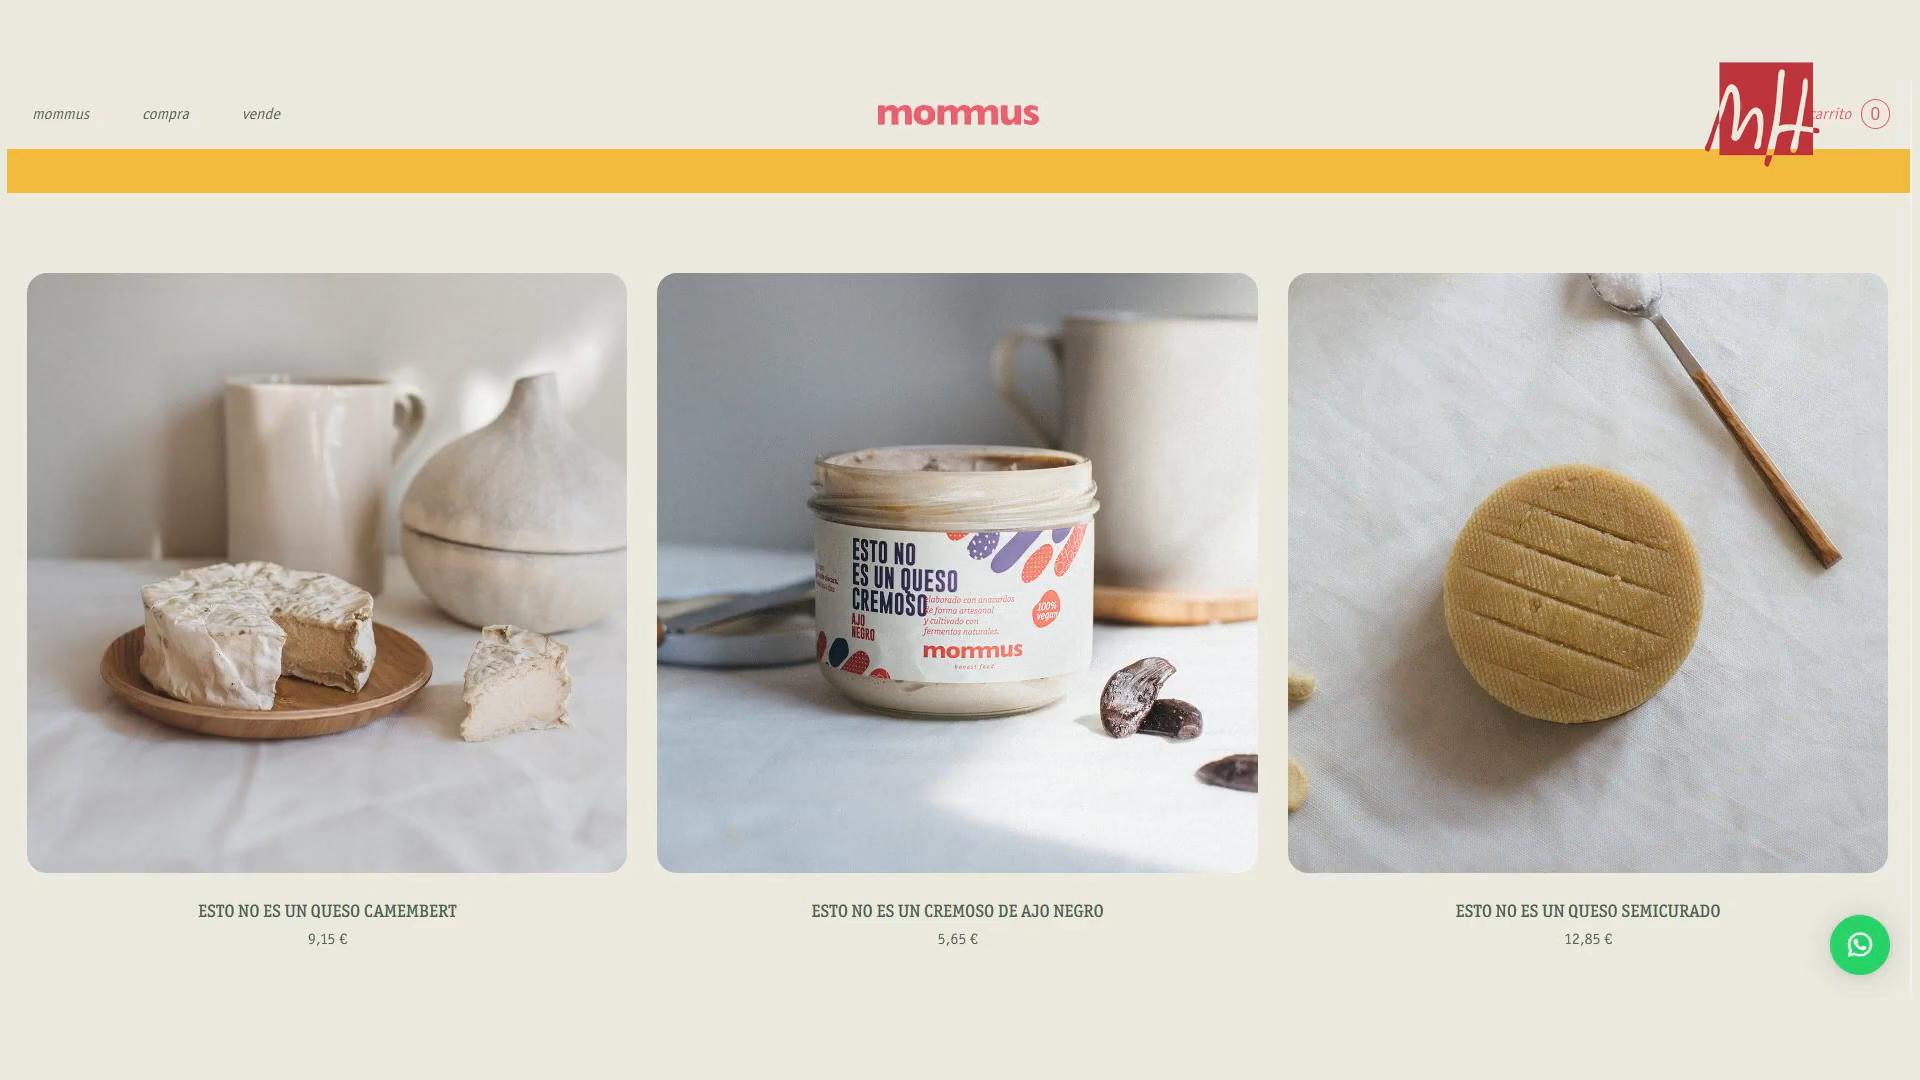 mommus
compra
vende
mommus
MH
carrito
0
ESTO NO
ES UN QUESO
CREMOSO
AJO
NEGRO
elaborado con anacardos
de forma artesanal
y cultivado con
fermentos naturales.
100%
vegan
mommus
honest food
ESTO NO ES UN QUESO CAMEMBERT
9,15 €
ESTO NO ES UN CREMOSO DE AJO NEGRO
5,65 €
ESTO NO ES UN QUESO SEMICURADO
12,85 €